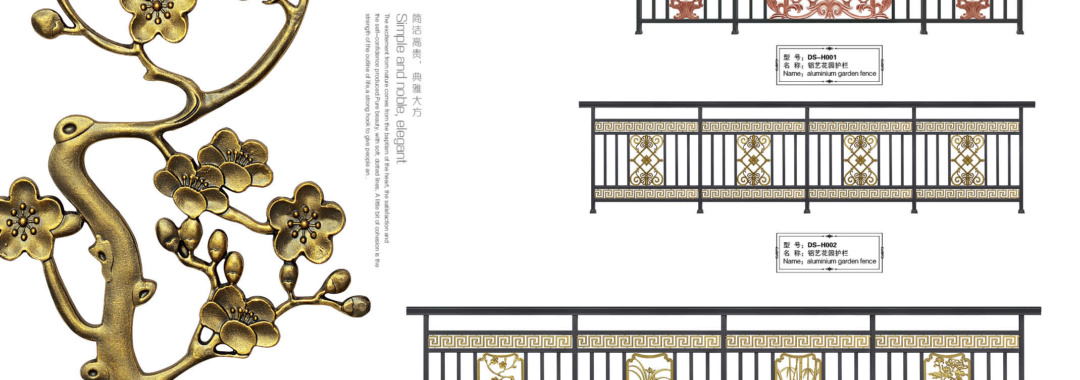 简洁高贵，典雅大方
Simple and noble, elegant
The excitement from nature comes from the baptism of the heart, the satisfaction and
the self-confidence produced.Pure beauty, with soft dotted lines. A little bit of cohesion is the
strength of the outline of life,a strong hook to give people an...
型 号：DS-H001
名 称：铝艺花园护栏
Name：aluminium garden fence
型 号：DS-H002
名 称：铝艺花园护栏
Name：aluminium garden fence